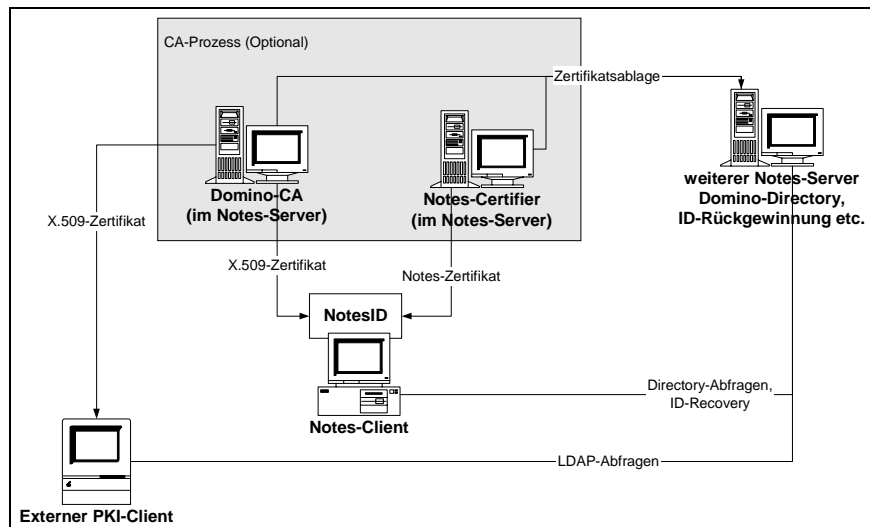 CA-Prozess (Optional)
Zertifikatsablage
Domino-CA
(im Notes-Server)
Notes-Certifier
(im Notes-Server)
weiterer Notes-Server
Domino-Directory,
ID-Rückgewinnung etc.
X.509-Zertifikat
X.509-Zertifikat
Notes-Zertifikat
NotesID
Notes-Client
Directory-Abfragen,
ID-Recovery
LDAP-Abfragen
Externer PKI-Client